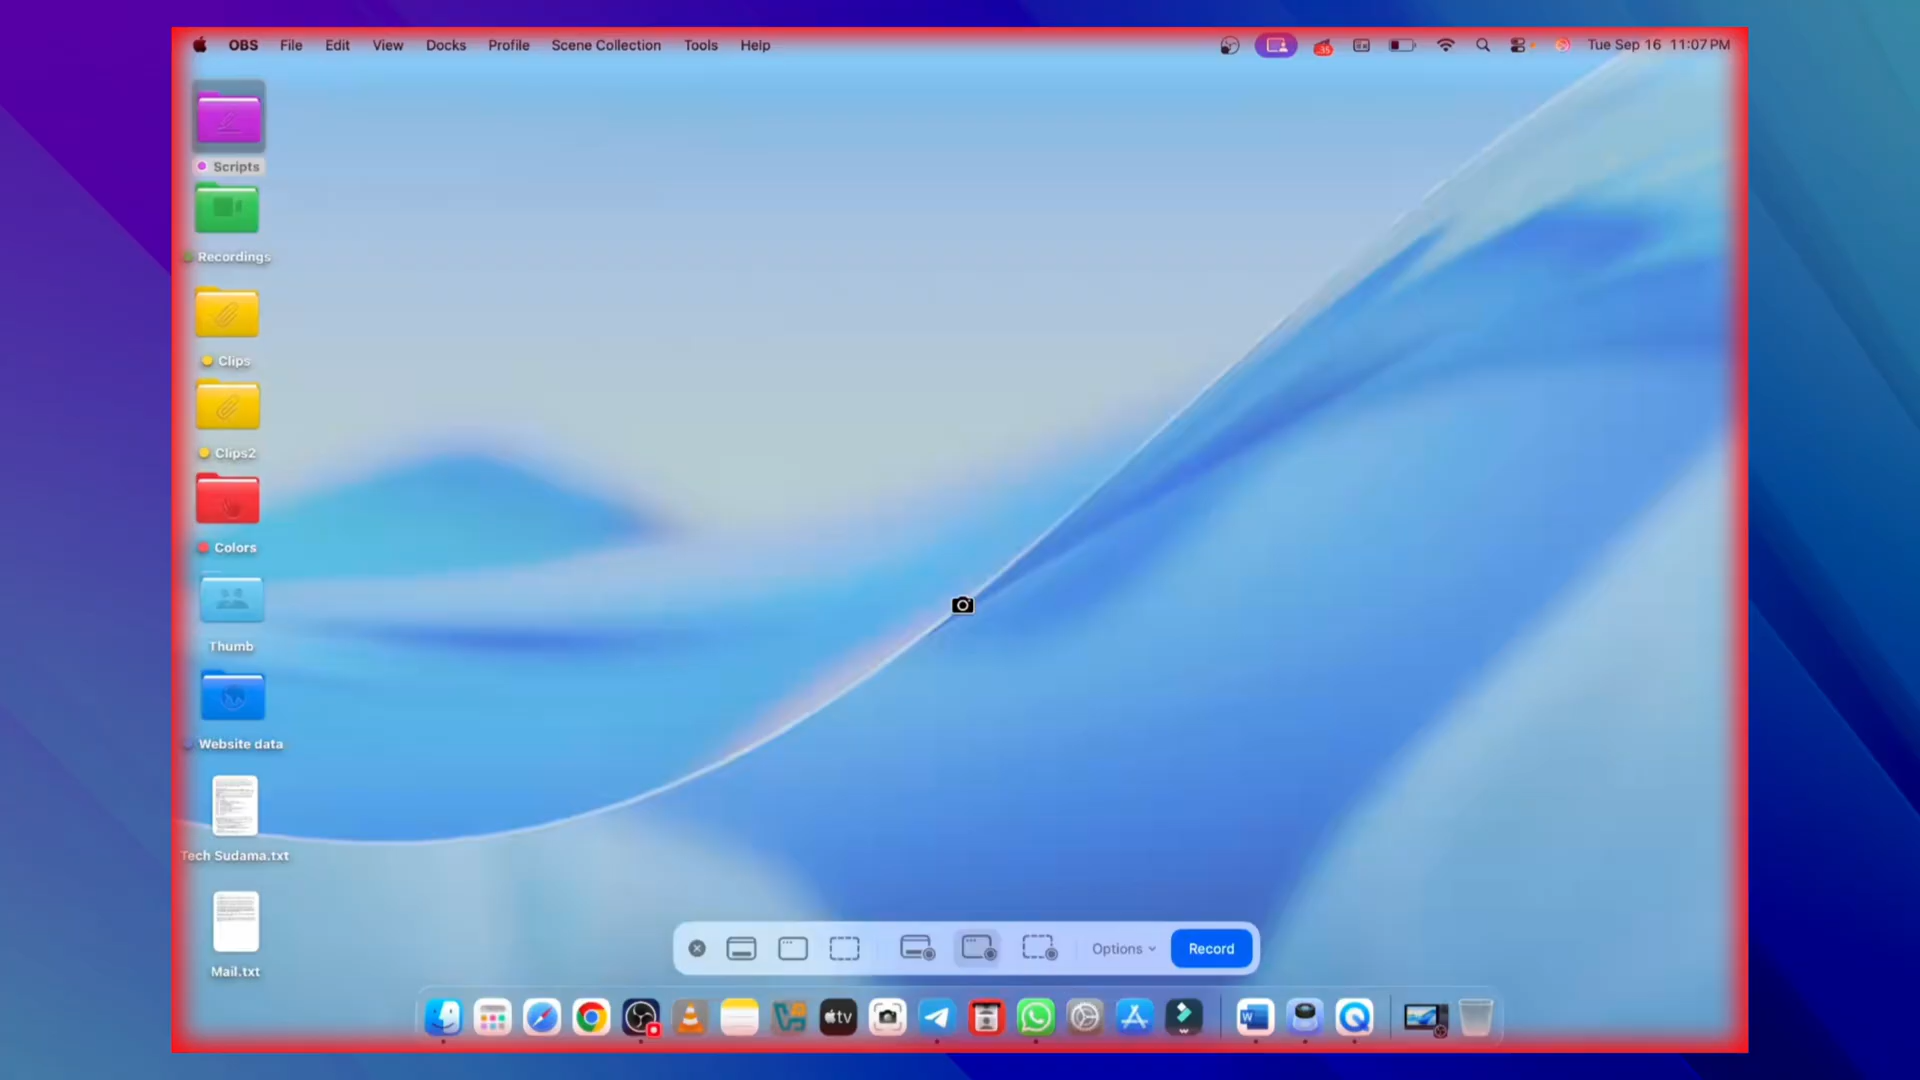 OBS File Edit View Docks Profile Scene Collection Tools Help Tue Sep 16 11:07 PM
Scripts
Recordings
Clips
Clips2
Colors
Thumb
Website data
Tech Sudama.txt
Mail.txt
Options Record
tv
W